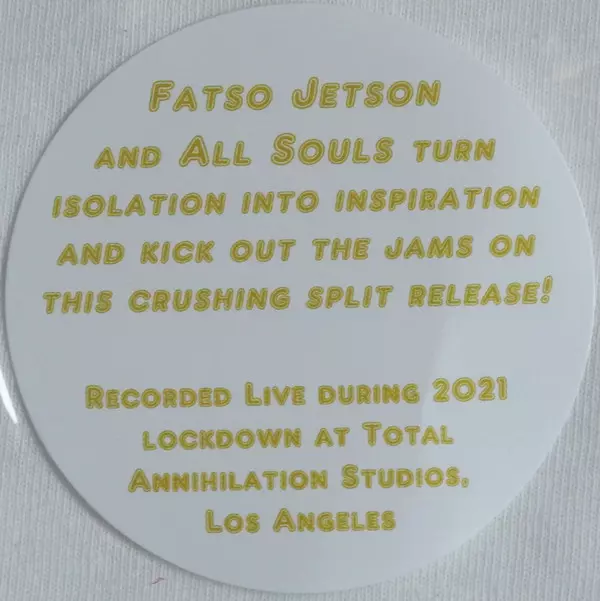 Fatso Jetson
and All Souls turn
isolation into inspiration
and kick out the jams on
this crushing split release!
Recorded Live during 2021
lockdown at Total
Annihilation Studios,
Los Angeles